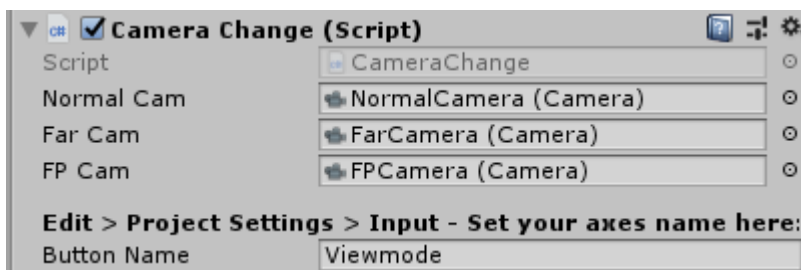 Camera Change (Script)
Script CameraChange
Normal Cam NormalCamera (Camera)
Far Cam FarCamera (Camera)
FP Cam FPCamera (Camera)
Edit > Project Settings > Input - Set your axes name here:
Button Name Viewmode